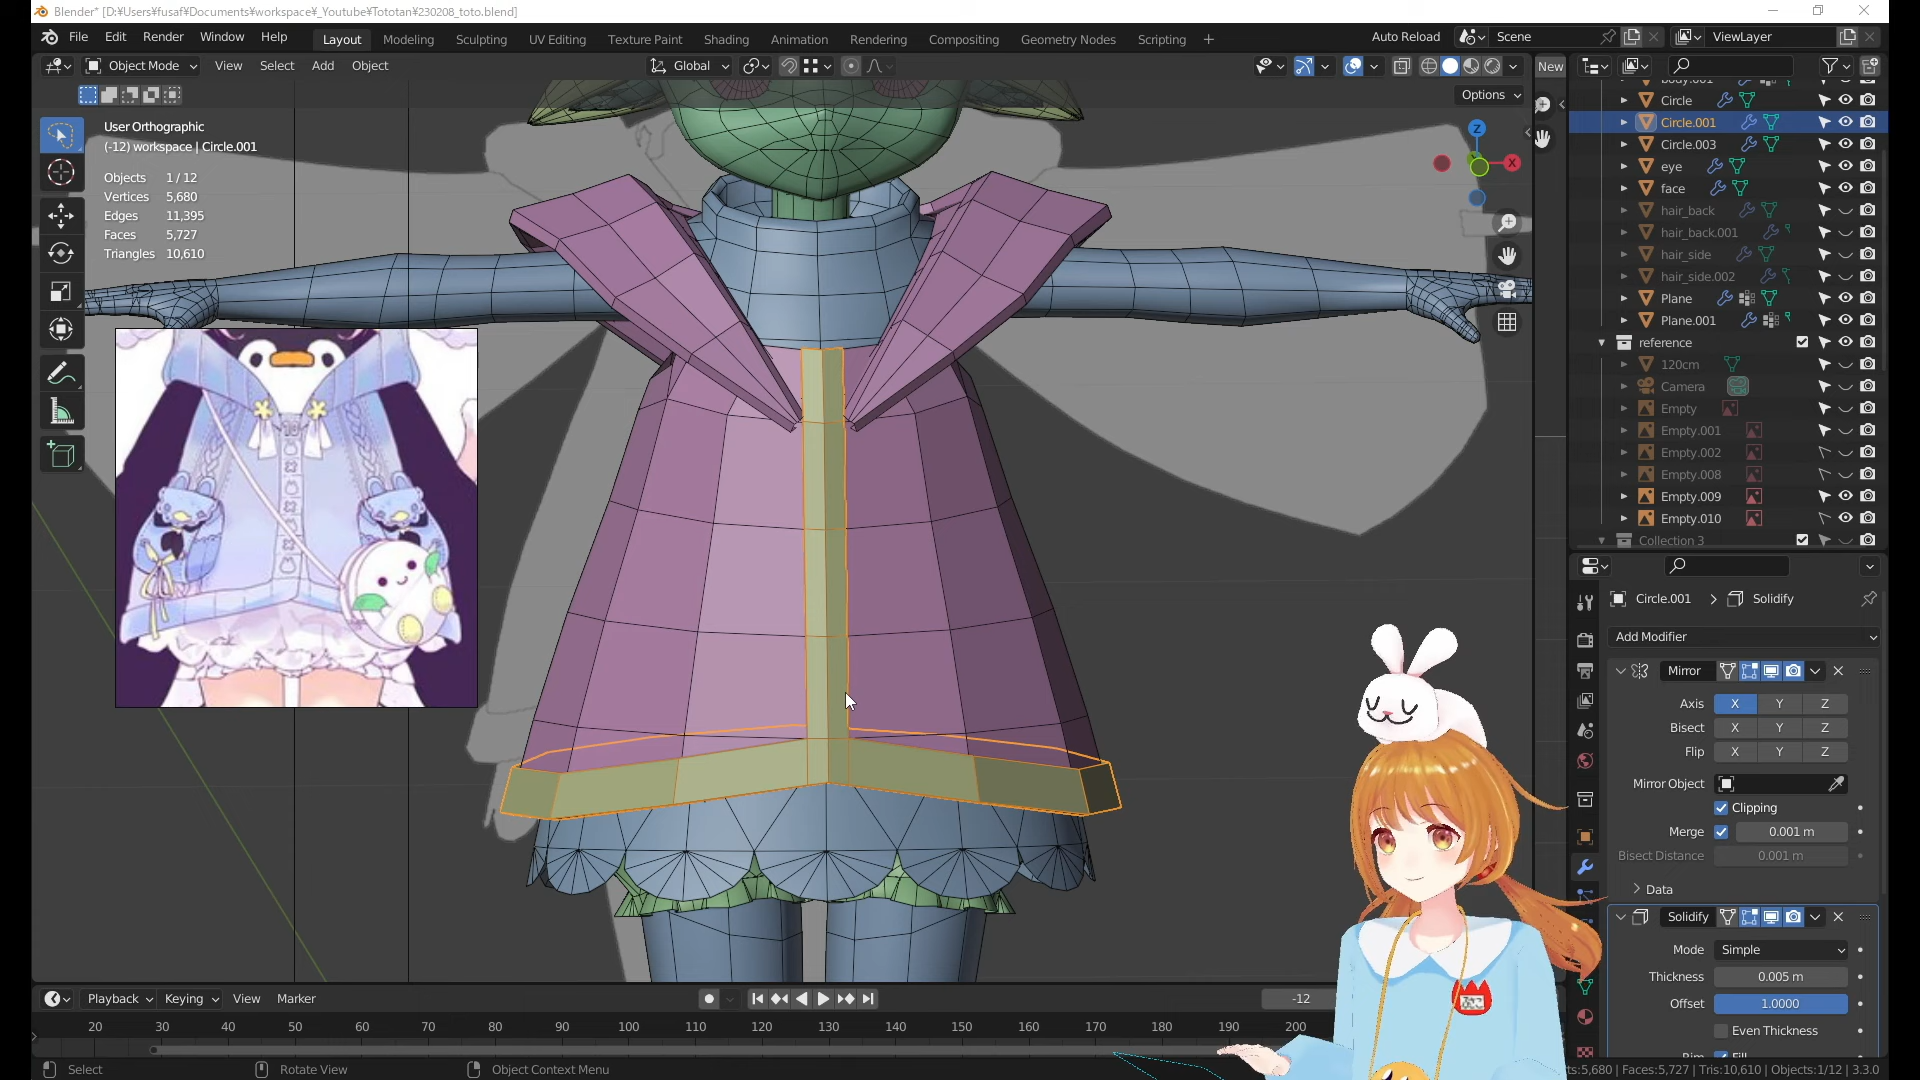 Blender* [D:¥Users¥fusaf¥Documents¥workspace¥_Youtube¥Tototan¥230208_toto.blend]
File Edit Render Window Help Layout Modeling Sculpting UV Editing Texture Paint Shading Animation Rendering Compositing Geometry Nodes Scripting + Auto Reload Scene ViewLayer
Object Mode View Select Add Object Global New
Options
User Orthographic
(-12) workspace | Circle.001
Objects 1 / 12
Vertices 5,680
Edges 11,395
Faces 5,727
Triangles 10,610
Z
X
Circle
Circle.001
Circle.003
eye
face
hair_back
hair_back.001
hair_side
hair_side.002
Plane
Plane.001
reference
120cm
Camera
Empty
Empty.001
Empty.002
Empty.008
Empty.009
Empty.010
Collection 3
Circle.001 > Solidify
Add Modifier
Mirror
Axis X Y Z
Bisect X Y Z
Flip X Y Z
Mirror Object
Clipping
Merge 0.001 m
Bisect Distance 0.001 m
Data
Solidify
Mode Simple
Thickness 0.005 m
Offset 1.0000
Even Thickness
Playback Keying View Marker -12
20 30 40 50 60 70 80 90 100 110 120 130 140 150 160 170 180 190 200
Select Rotate View Object Context Menu
5,680 | Faces:5,727 | Tris:10,610 | Objects:1/12 | 3.3.0